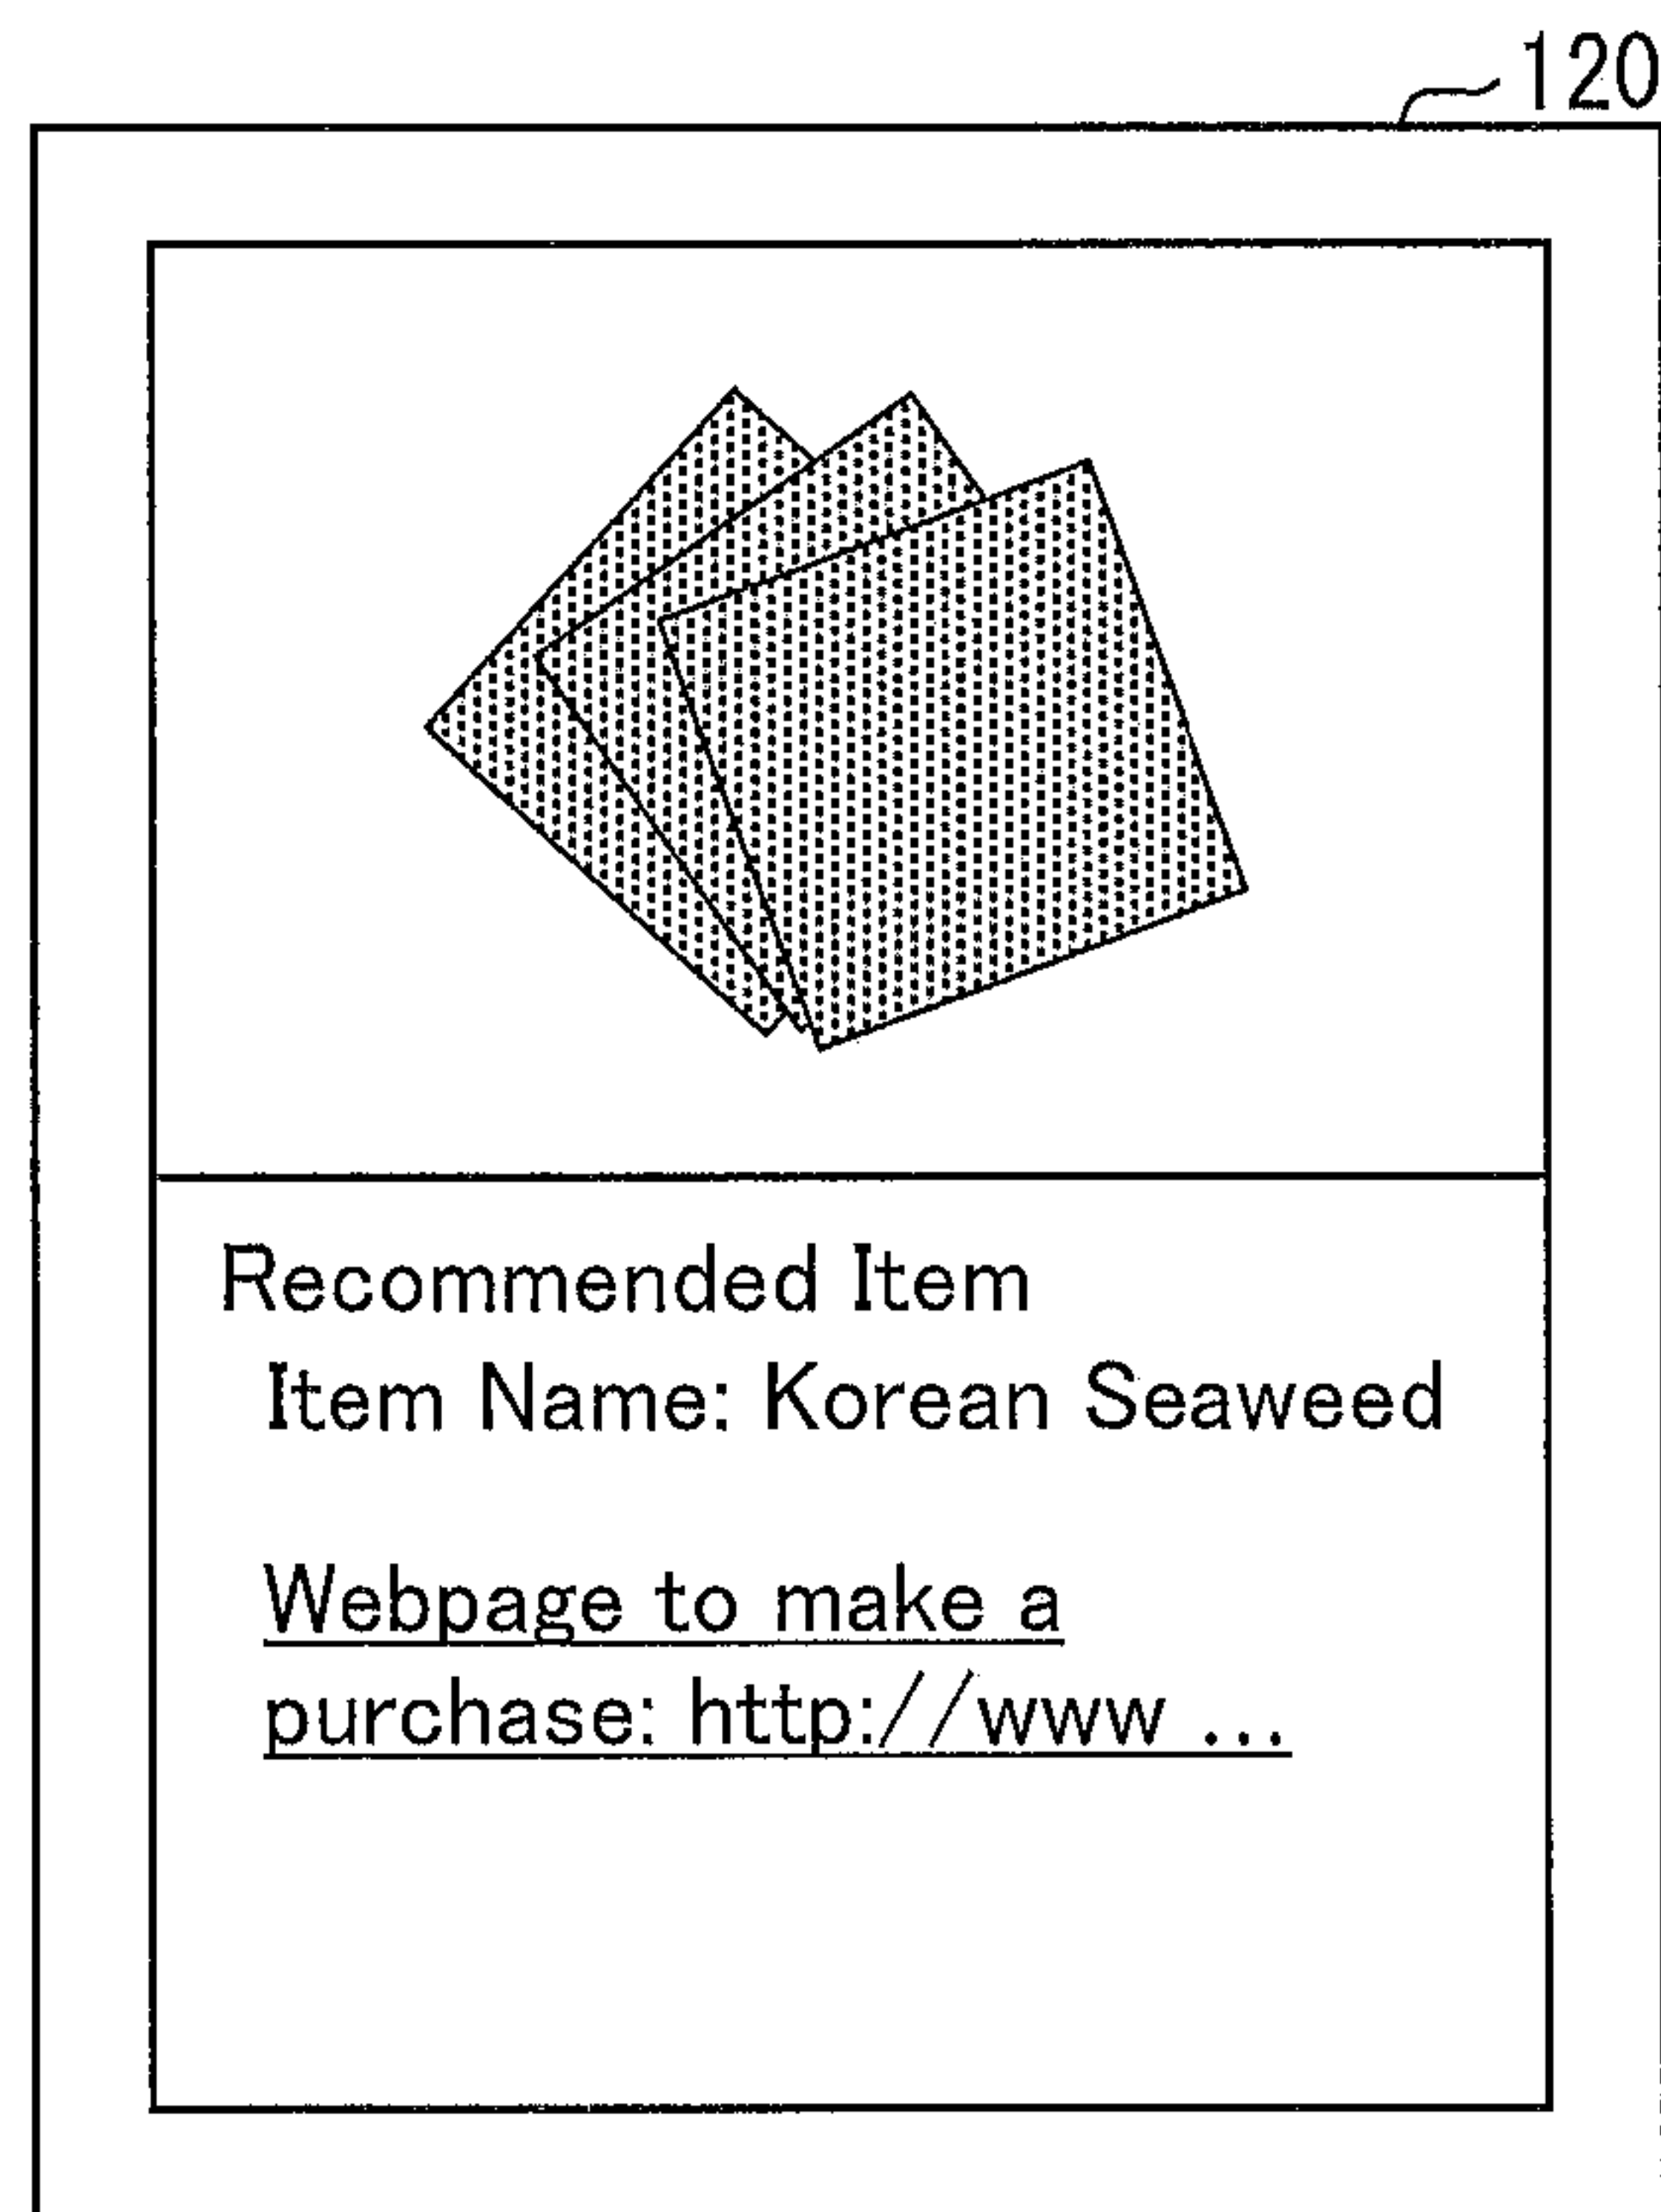 120
Recommended Item
Item Name: Korean Seaweed
Webpage to make a
purchase: http://www ...